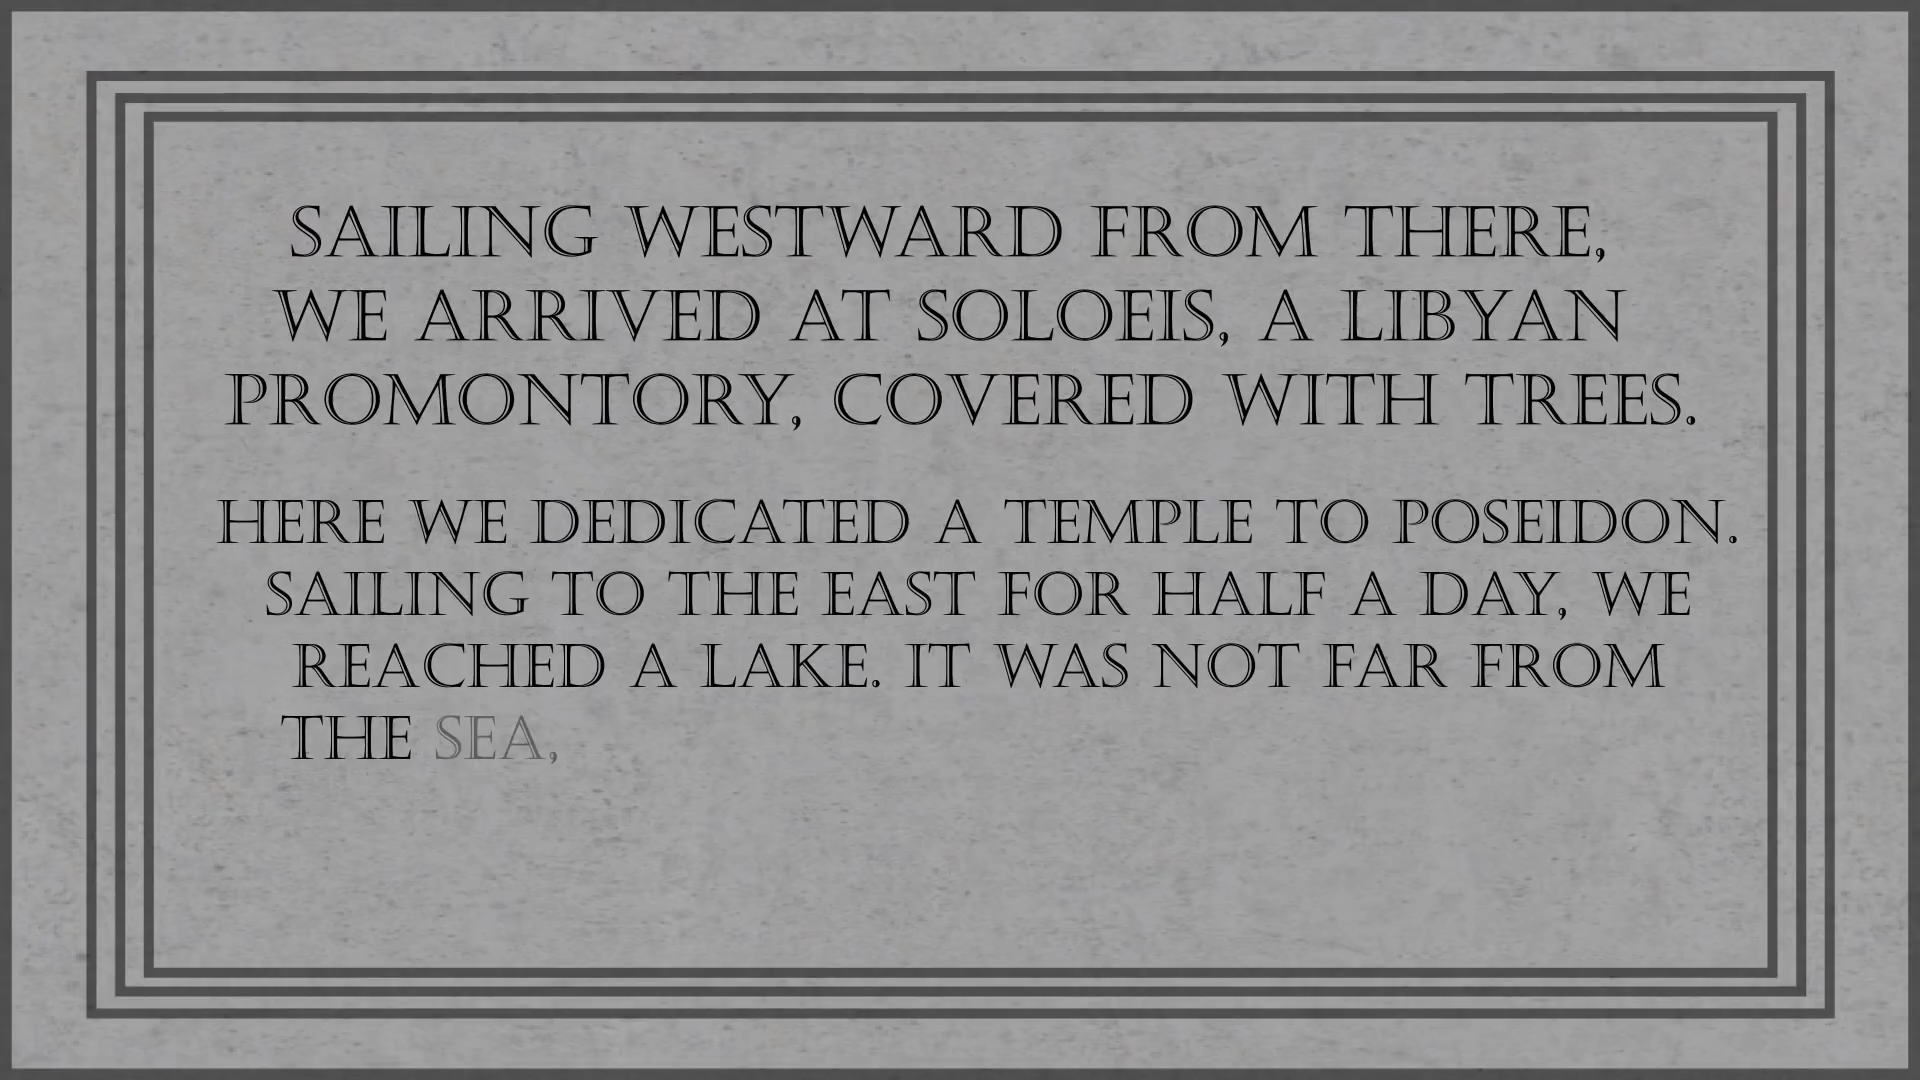 SAILING WESTWARD FROM THERE,
WE ARRIVED AT SOLOEIS, A LIBYAN
PROMONTORY, COVERED WITH TREES.
HERE WE DEDICATED A TEMPLE TO POSEIDON.
SAILING TO THE EAST FOR HALF A DAY, WE
REACHED A LAKE. IT WAS NOT FAR FROM
THE SEA,